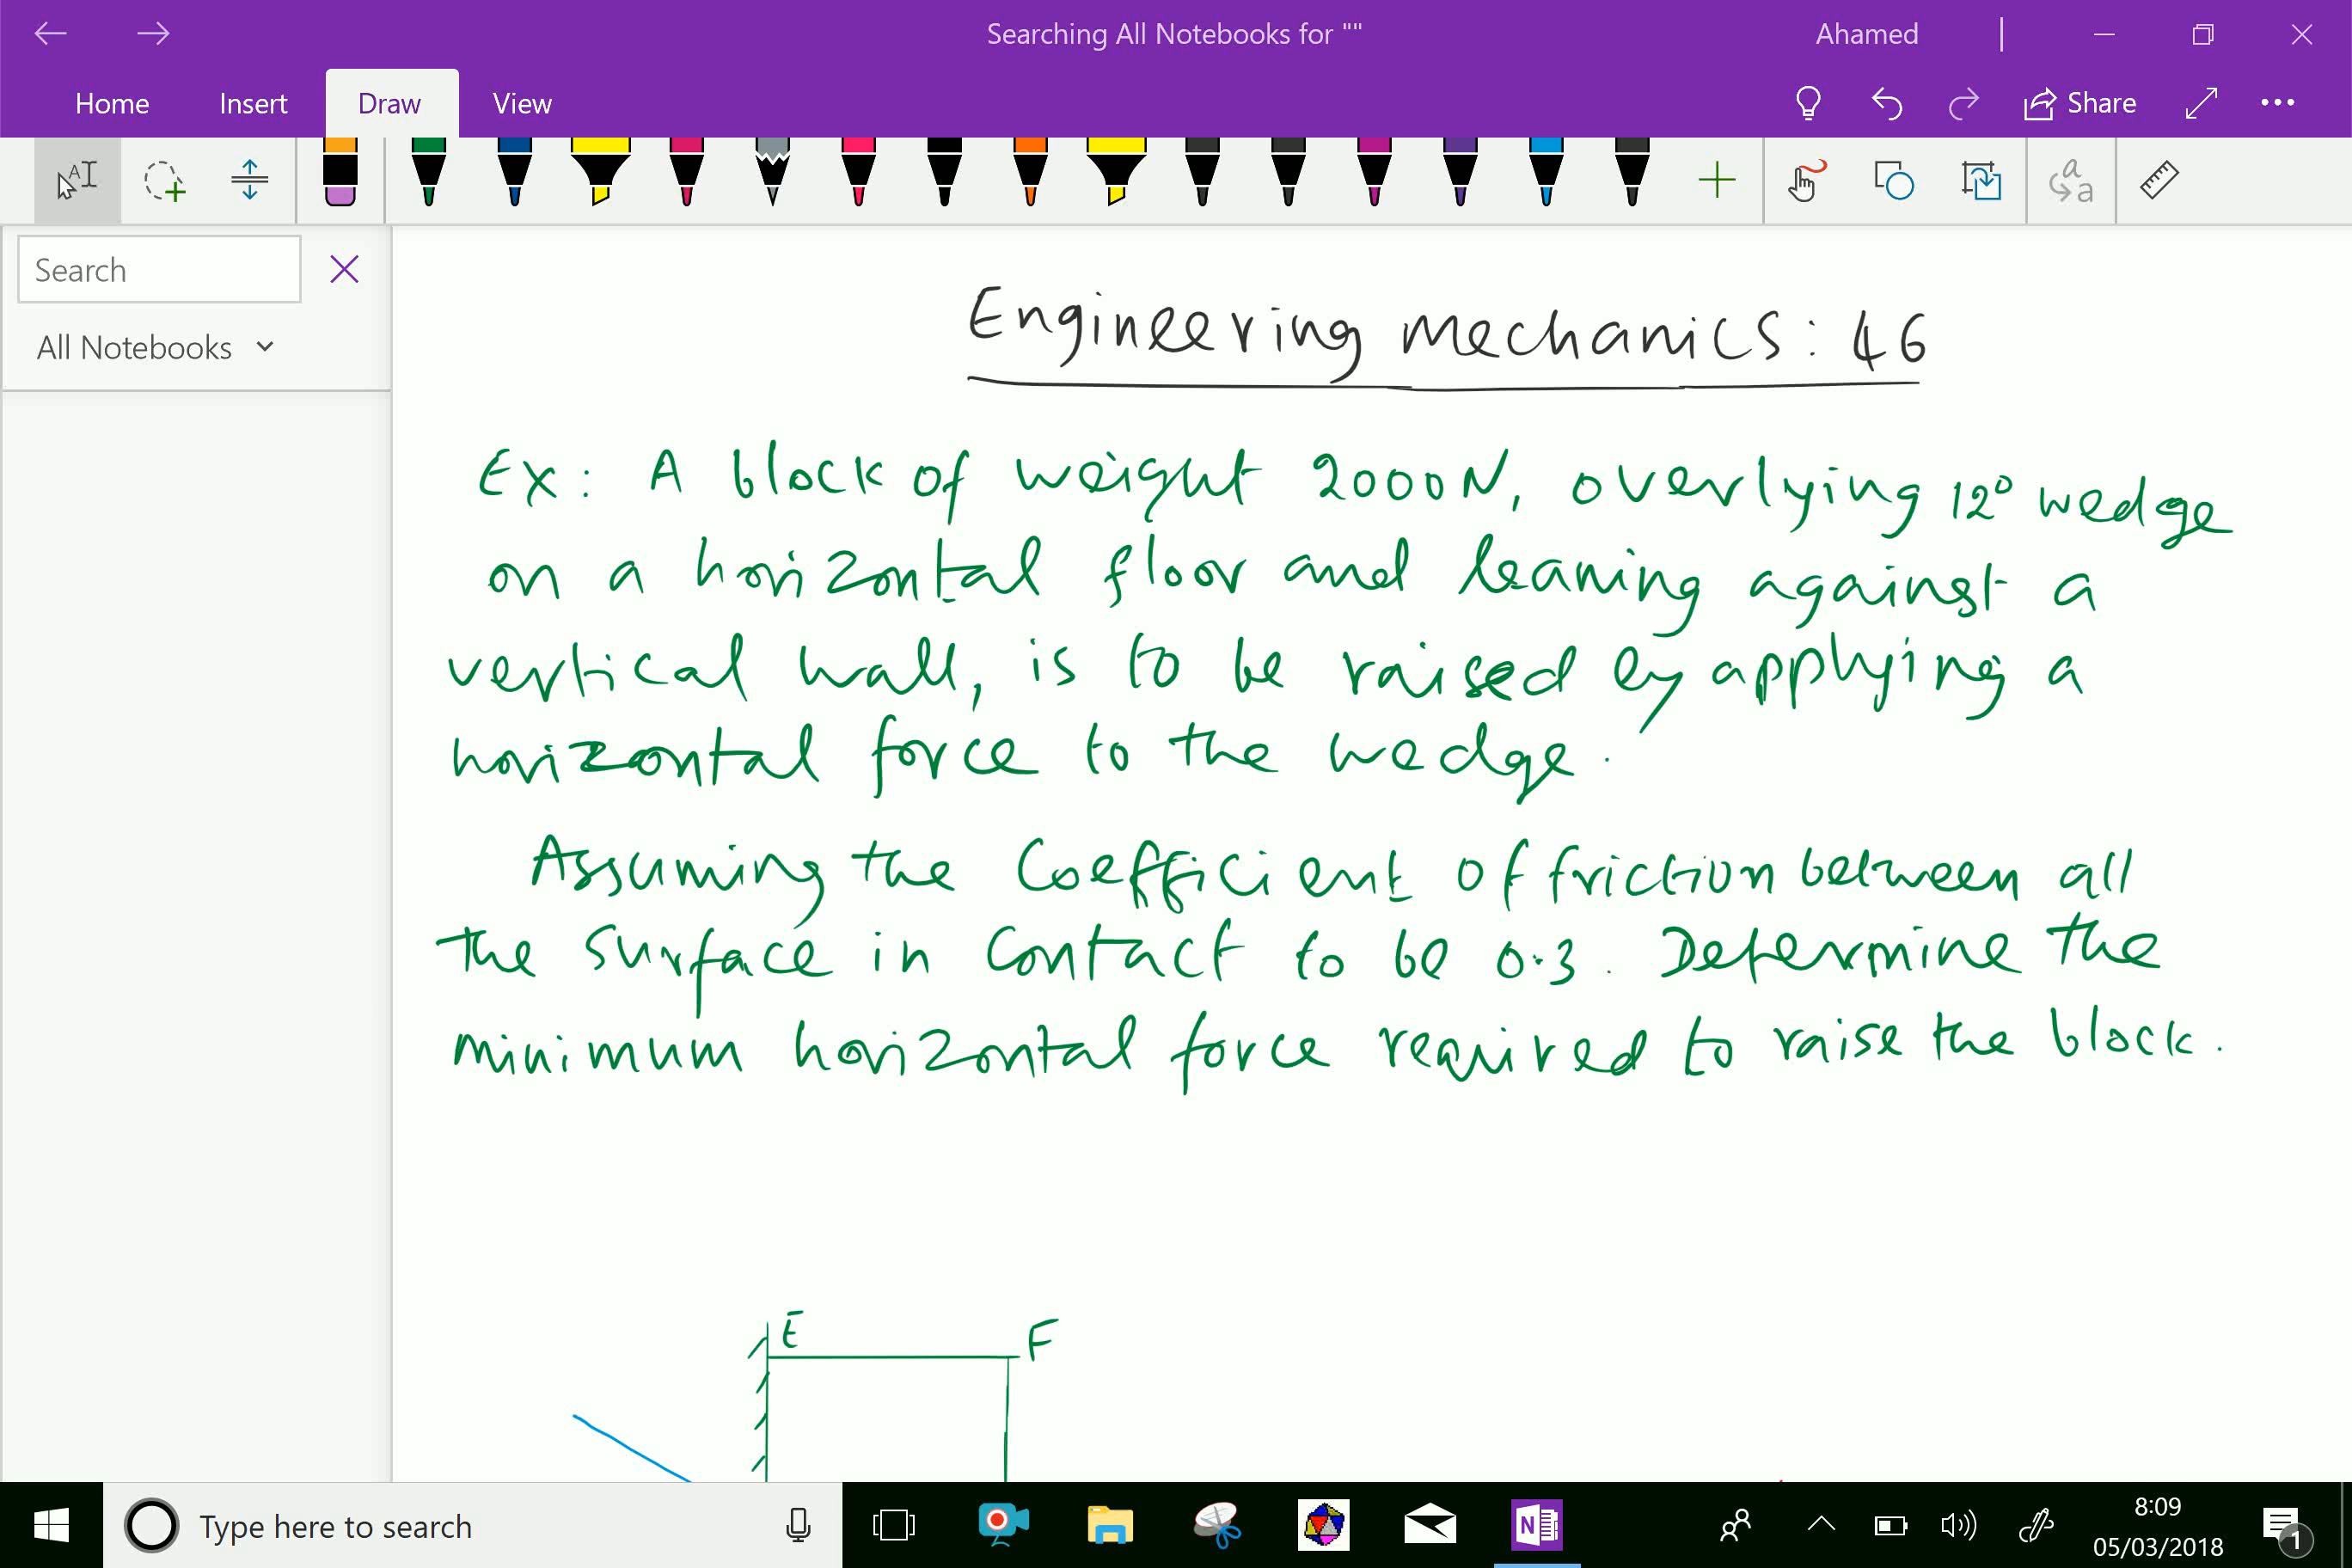 Searching All Notebooks for ""
Ahamed
Home Insert Draw View
Share
Search
All Notebooks
Engineering mechanics: 46
Ex: A block of weight 2000N, overlying 12° wedge
on a horizontal floor and leaning against a
vertical wall, is to be raised by applying a
horizontal force to the wedge.
Assuming the Coefficient of friction between all
the surface in contact to be 0.3. Determine the
minimum horizontal force required to raise the block.
E
F
Type here to search
8:09
05/03/2018
1